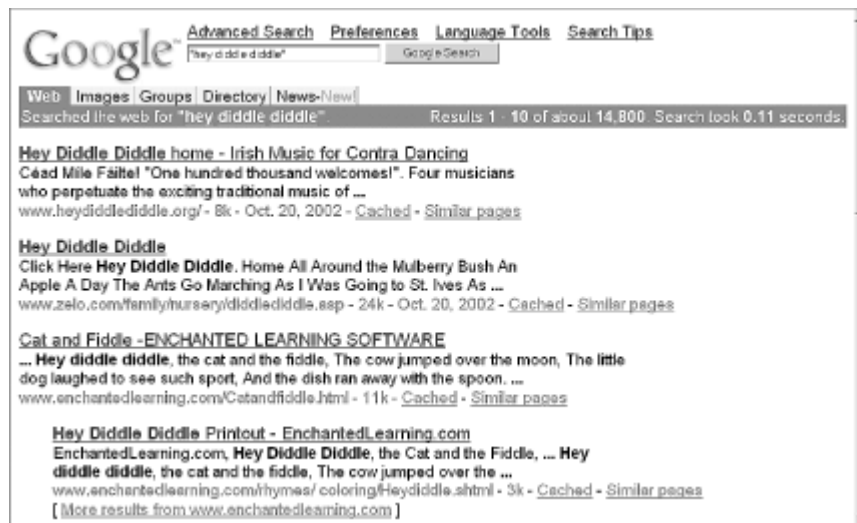 Google™ Advanced Search Preferences Language Tools Search Tips
"hey diddle diddle" Google Search
Web Images Groups Directory News-New!
Searched the web for "hey diddle diddle". Results 1 - 10 of about 14,800. Search took 0.11 seconds.
Hey Diddle Diddle home - Irish Music for Contra Dancing
Céad Míle Fáilte! "One hundred thousand welcomes!". Four musicians
who perpetuate the exciting traditional music of ...
www.heydiddlediddle.org/ - 8k - Oct. 20, 2002 - Cached - Similar pages
Hey Diddle Diddle
Click Here Hey Diddle Diddle. Home All Around the Mulberry Bush An
Apple A Day The Ants Go Marching As I Was Going to St. Ives As ...
www.zelo.com/family/nursery/diddlediddle.asp - 24k - Oct. 20, 2002 - Cached - Similar pages
Cat and Fiddle -ENCHANTED LEARNING SOFTWARE
... Hey diddle diddle, the cat and the fiddle, The cow jumped over the moon, The little
dog laughed to see such sport, And the dish ran away with the spoon. ...
www.enchantedlearning.com/Catandfiddle.html - 11k - Cached - Similar pages
Hey Diddle Diddle Printout - EnchantedLearning.com
EnchantedLearning.com, Hey Diddle Diddle, the Cat and the Fiddle, ... Hey
diddle diddle, the cat and the fiddle, The cow jumped over the ...
www.enchantedlearning.com/rhymes/ coloring/Heydiddle.shtml - 3k - Cached - Similar pages
[ More results from www.enchantedlearning.com ]